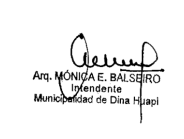 Arq. MÓNICA E. BALSEIRO
Intendente
Municipalidad de Dina Huapi